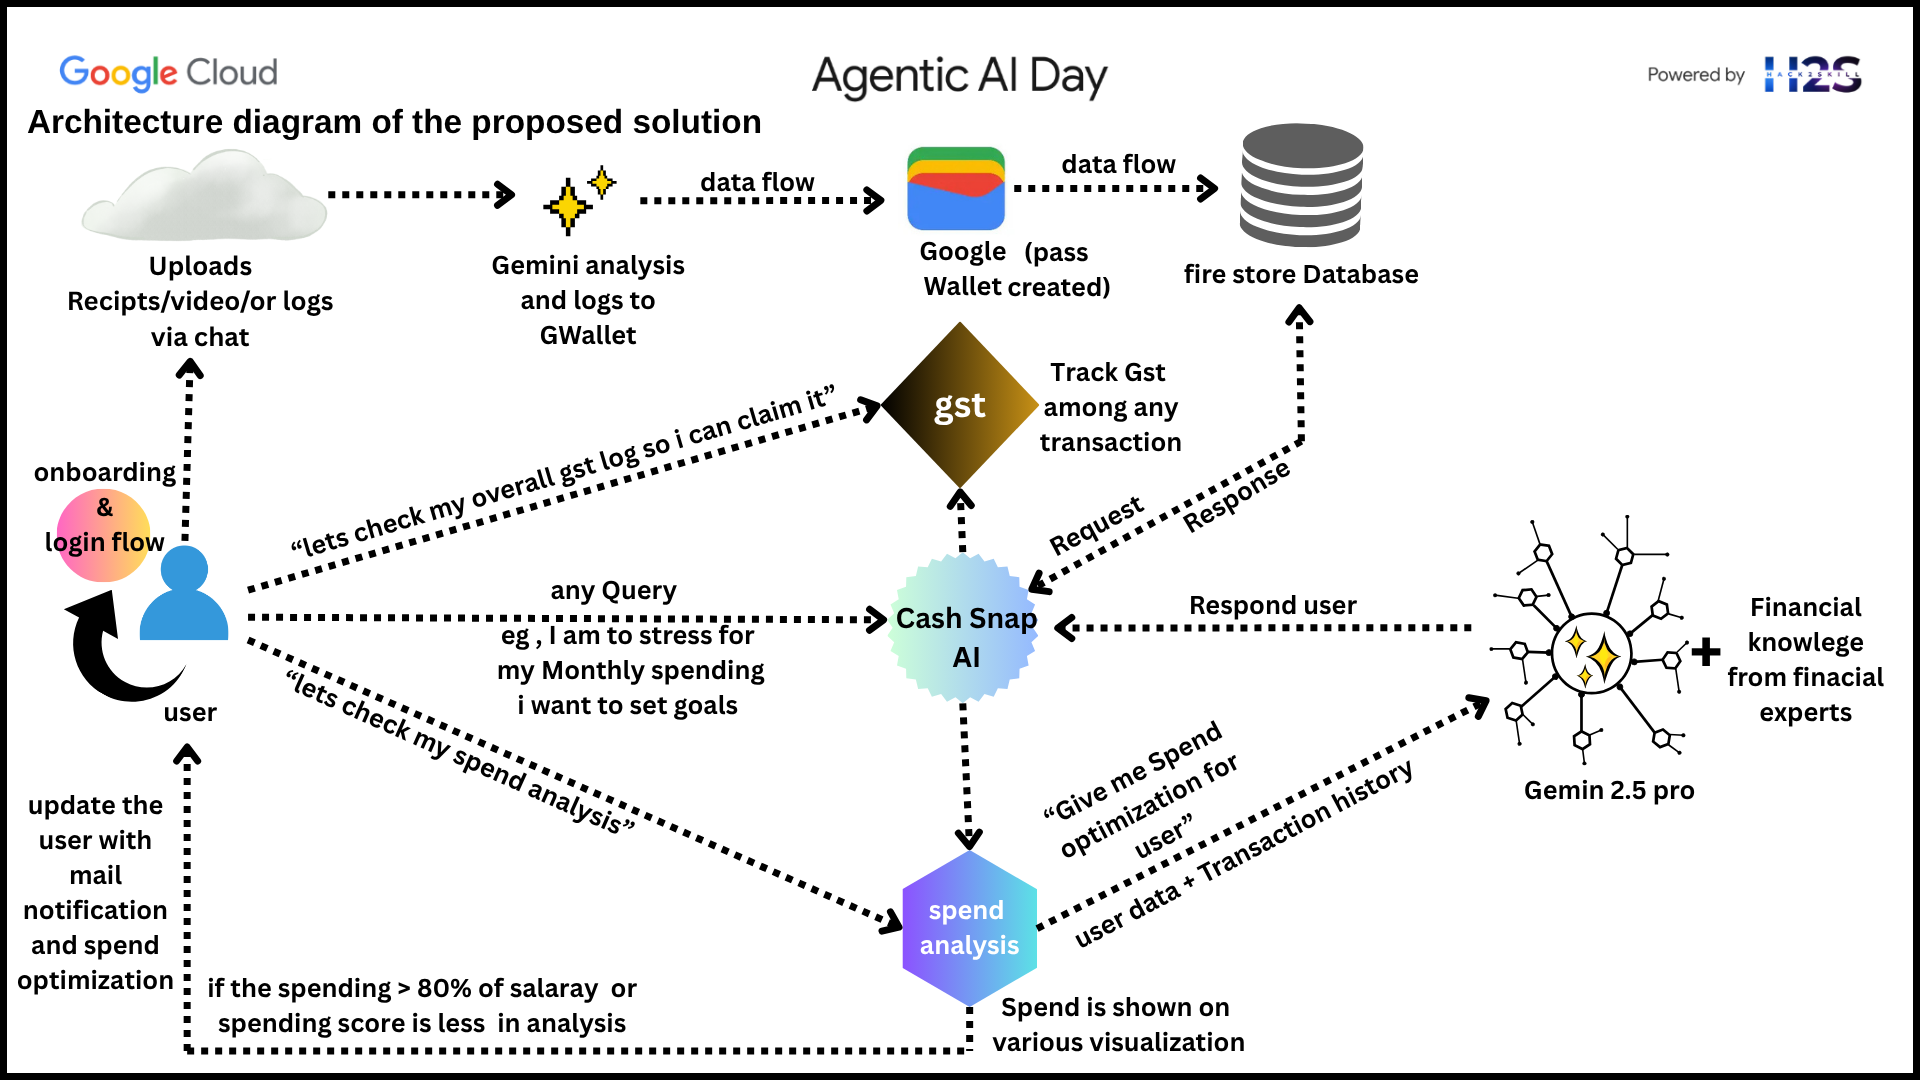 Google Cloud
Agentic AI Day
Powered by H2S
HACK2SKILL
Architecture diagram of the proposed solution
data flow
data flow
Uploads
Recipts/video/or logs
via chat
Gemini analysis
and logs to
GWallet
Google (pass
Wallet created)
fire store Database
gst
Track Gst
among any
transaction
“lets check my overall gst log so i can claim it”
onboarding
&
login flow
user
Request
Response
any Query
eg , I am to stress for
my Monthly spending
i want to set goals
Cash Snap
AI
Respond user
+
Financial
knowlege
from finacial
experts
Gemin 2.5 pro
“lets check my spend analysis”
“Give me Spend
optimization for
user”
user data + Transaction history
update the
user with
mail
notification
and spend
optimization
spend
analysis
if the spending > 80% of salaray or
spending score is less in analysis
Spend is shown on
various visualization